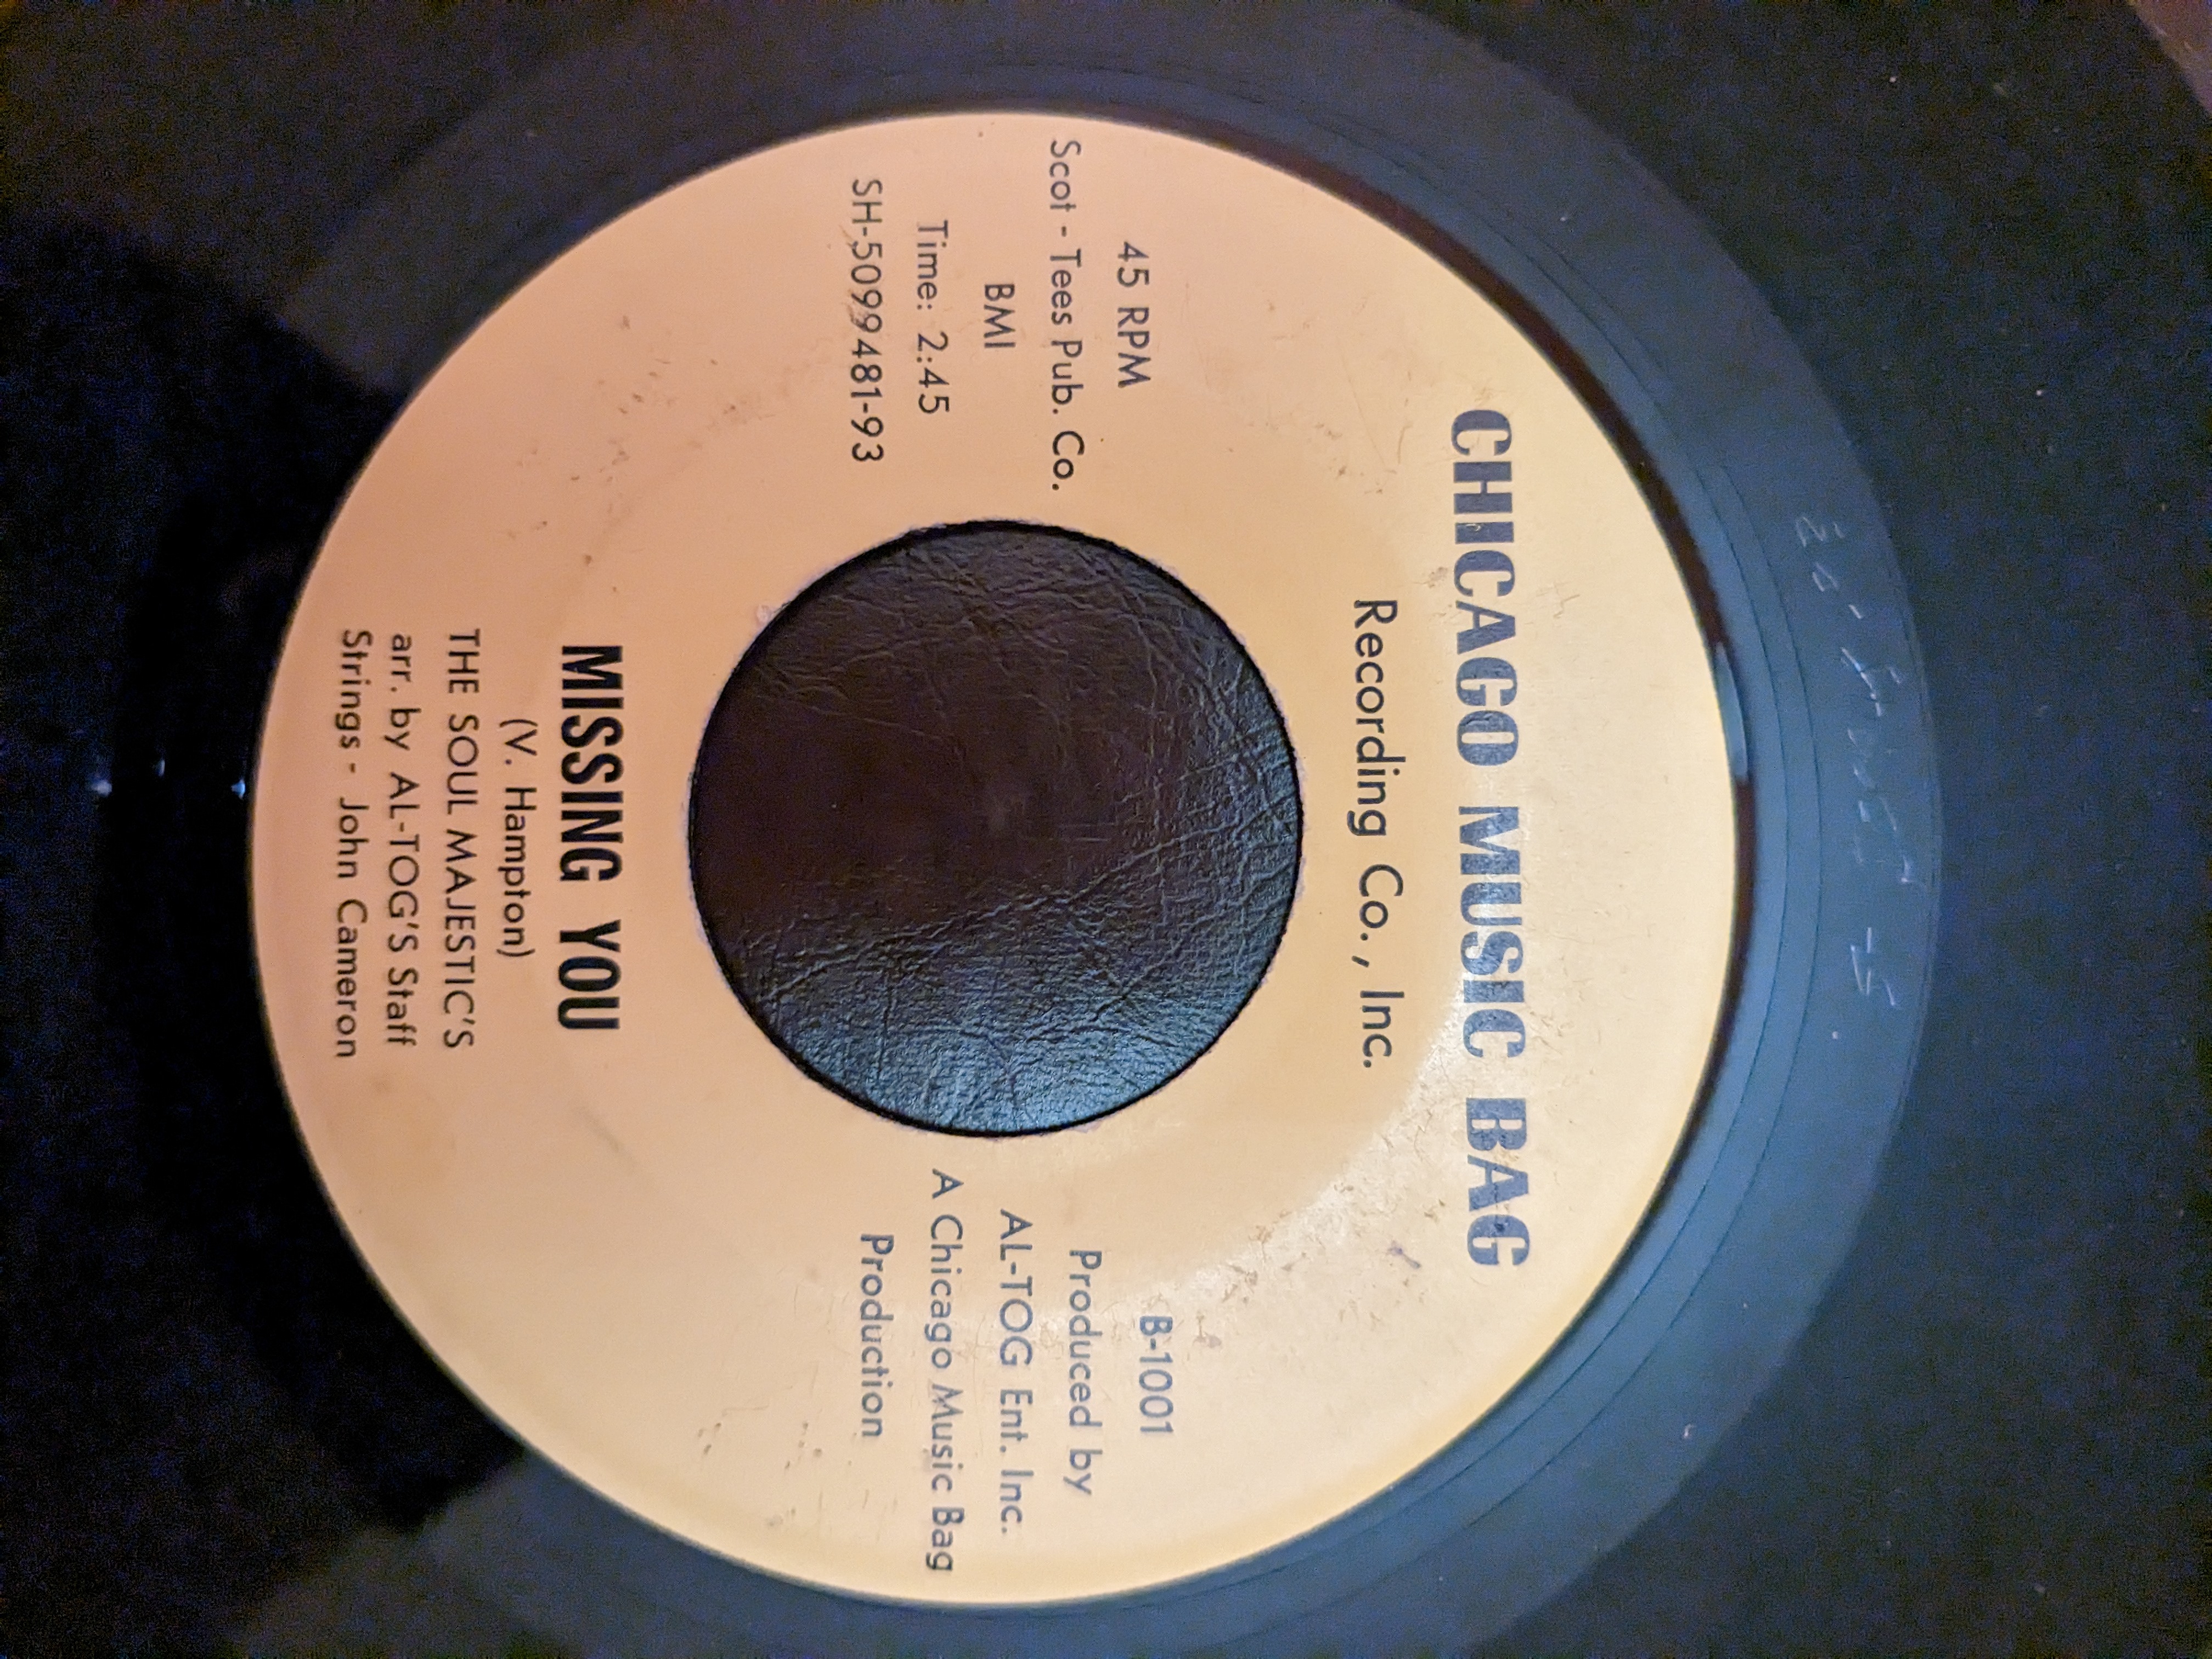 CHICAGO MUSIC BAG
Recording Co., Inc.
45 RPM
Scot - Tees Pub. Co.
BMI
Time: 2:45
SH-50994481-93
B-1001
Produced by
AL-TOG Ent. Inc.
A Chicago Music Bag
Production
MISSING YOU
(V. Hampton)
THE SOUL MAJESTIC'S
arr. by AL-TOG'S Staff
Strings - John Cameron